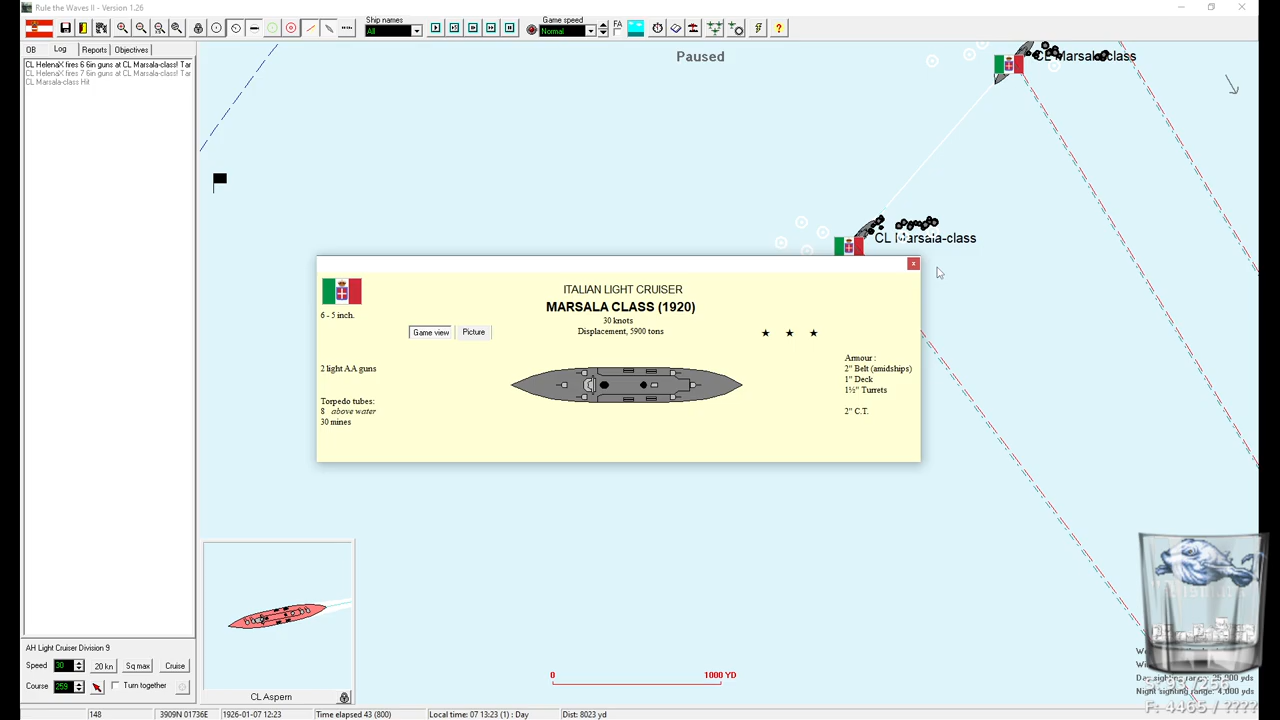 Rule the Waves II - Version 1.26
Ship names
All
FA
Game speed
Normal
OB
Log
Reports
Objectives
CL HelenaX fires 6 6in guns at CL Marsala-class! Tar
CL HelenaX fires 7 6in guns at CL Marsala-class! Tar
CL Marsala-class Hit!
Paused
CL Marsala-class
CL Marsala-class
ITALIAN LIGHT CRUISER
MARSALA CLASS (1920)
30 knots
Displacement, 5900 tons
6 - 5 inch.
Game view
Picture
2 light AA guns
Torpedo tubes:
8 above water
30 mines
Armour :
2" Belt (amidships)
1" Deck
1½" Turrets
2" C.T.
AH Light Cruiser Division 9
Speed 30 20 kn Sq max Cruise
Course 259 Turn together
CL Aspern
0 1000 YD
Day sighting range: 25,000 yds
Night sighting range: 4,000 yds
F: 4465 / ????
148 3909N 01736E 1926-01-07 12:23 Time elapsed 43 (800) Local time: 07 13:23 (1) : Day Dist: 8023 yd